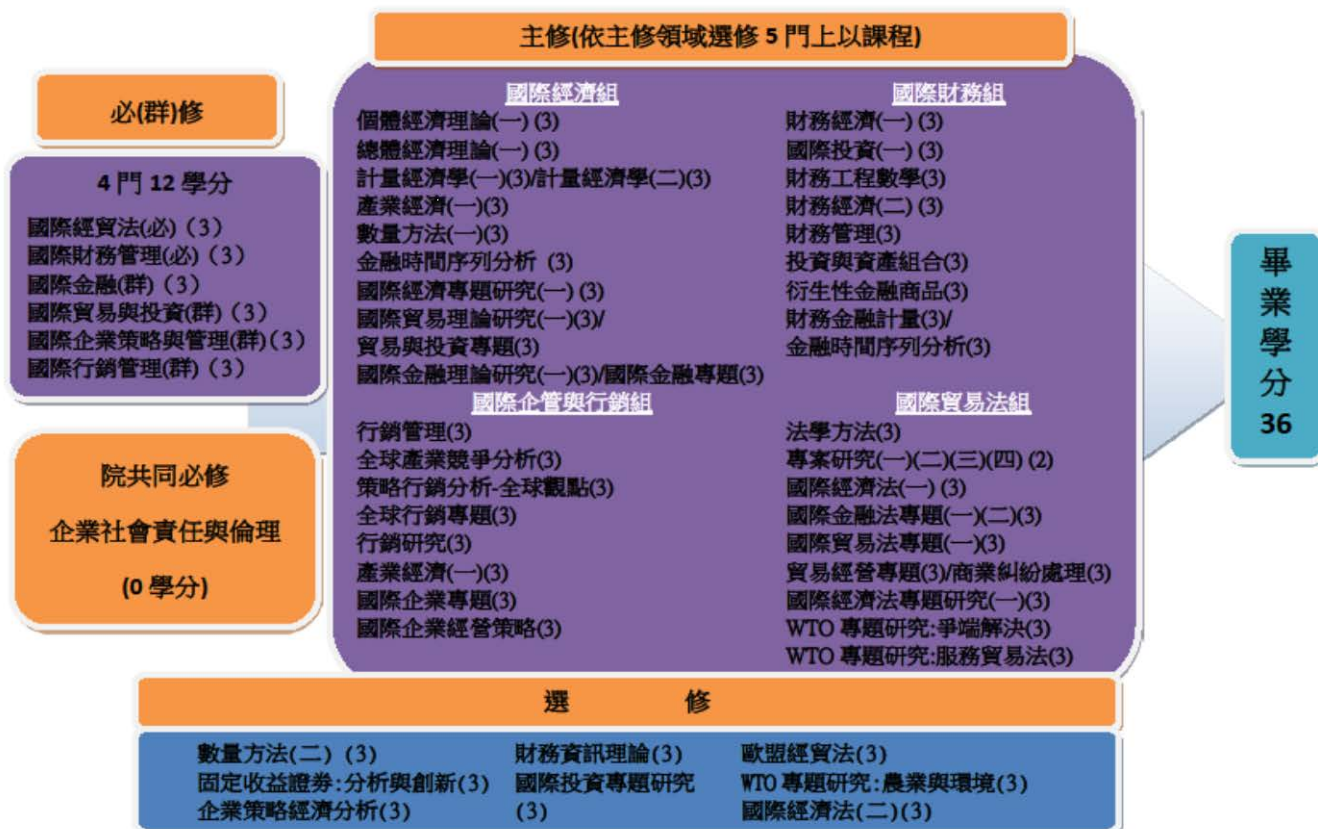 主修(依主修領域選修 5 門上以課程)
必(群)修
4 門 12 學分
國際經貿法(必)（3）
國際財務管理(必)（3）
國際金融(群)（3）
國際貿易與投資(群)（3）
國際企業策略與管理(群)（3）
國際行銷管理(群)（3）
院共同必修
企業社會責任與倫理
(0 學分)
國際經濟組
個體經濟理論(一) (3)
總體經濟理論(一) (3)
計量經濟學(一)(3)/計量經濟學(二)(3)
產業經濟(一)(3)
數量方法(一)(3)
金融時間序列分析 (3)
國際經濟專題研究(一) (3)
國際貿易理論研究(一)(3)/
貿易與投資專題(3)
國際金融理論研究(一)(3)/國際金融專題(3)
國際財務組
財務經濟(一) (3)
國際投資(一) (3)
財務工程數學(3)
財務經濟(二) (3)
財務管理(3)
投資與資產組合(3)
衍生性金融商品(3)
財務金融計量(3)/
金融時間序列分析(3)
國際企管與行銷組
行銷管理(3)
全球產業競爭分析(3)
策略行銷分析-全球觀點(3)
全球行銷專題(3)
行銷研究(3)
產業經濟(一)(3)
國際企業專題(3)
國際企業經營策略(3)
國際貿易法組
法學方法(3)
專案研究(一)(二)(三)(四) (2)
國際經濟法(一) (3)
國際金融法專題(一)(二)(3)
國際貿易法專題(一)(3)
貿易經營專題(3)/商業糾紛處理(3)
國際經濟法專題研究(一)(3)
WTO 專題研究:爭端解決(3)
WTO 專題研究:服務貿易法(3)
畢業學分 36
選 修
數量方法(二) (3)
固定收益證券:分析與創新(3)
企業策略經濟分析(3)
財務資訊理論(3)
國際投資專題研究
(3)
歐盟經貿法(3)
WTO 專題研究:農業與環境(3)
國際經濟法(二)(3)